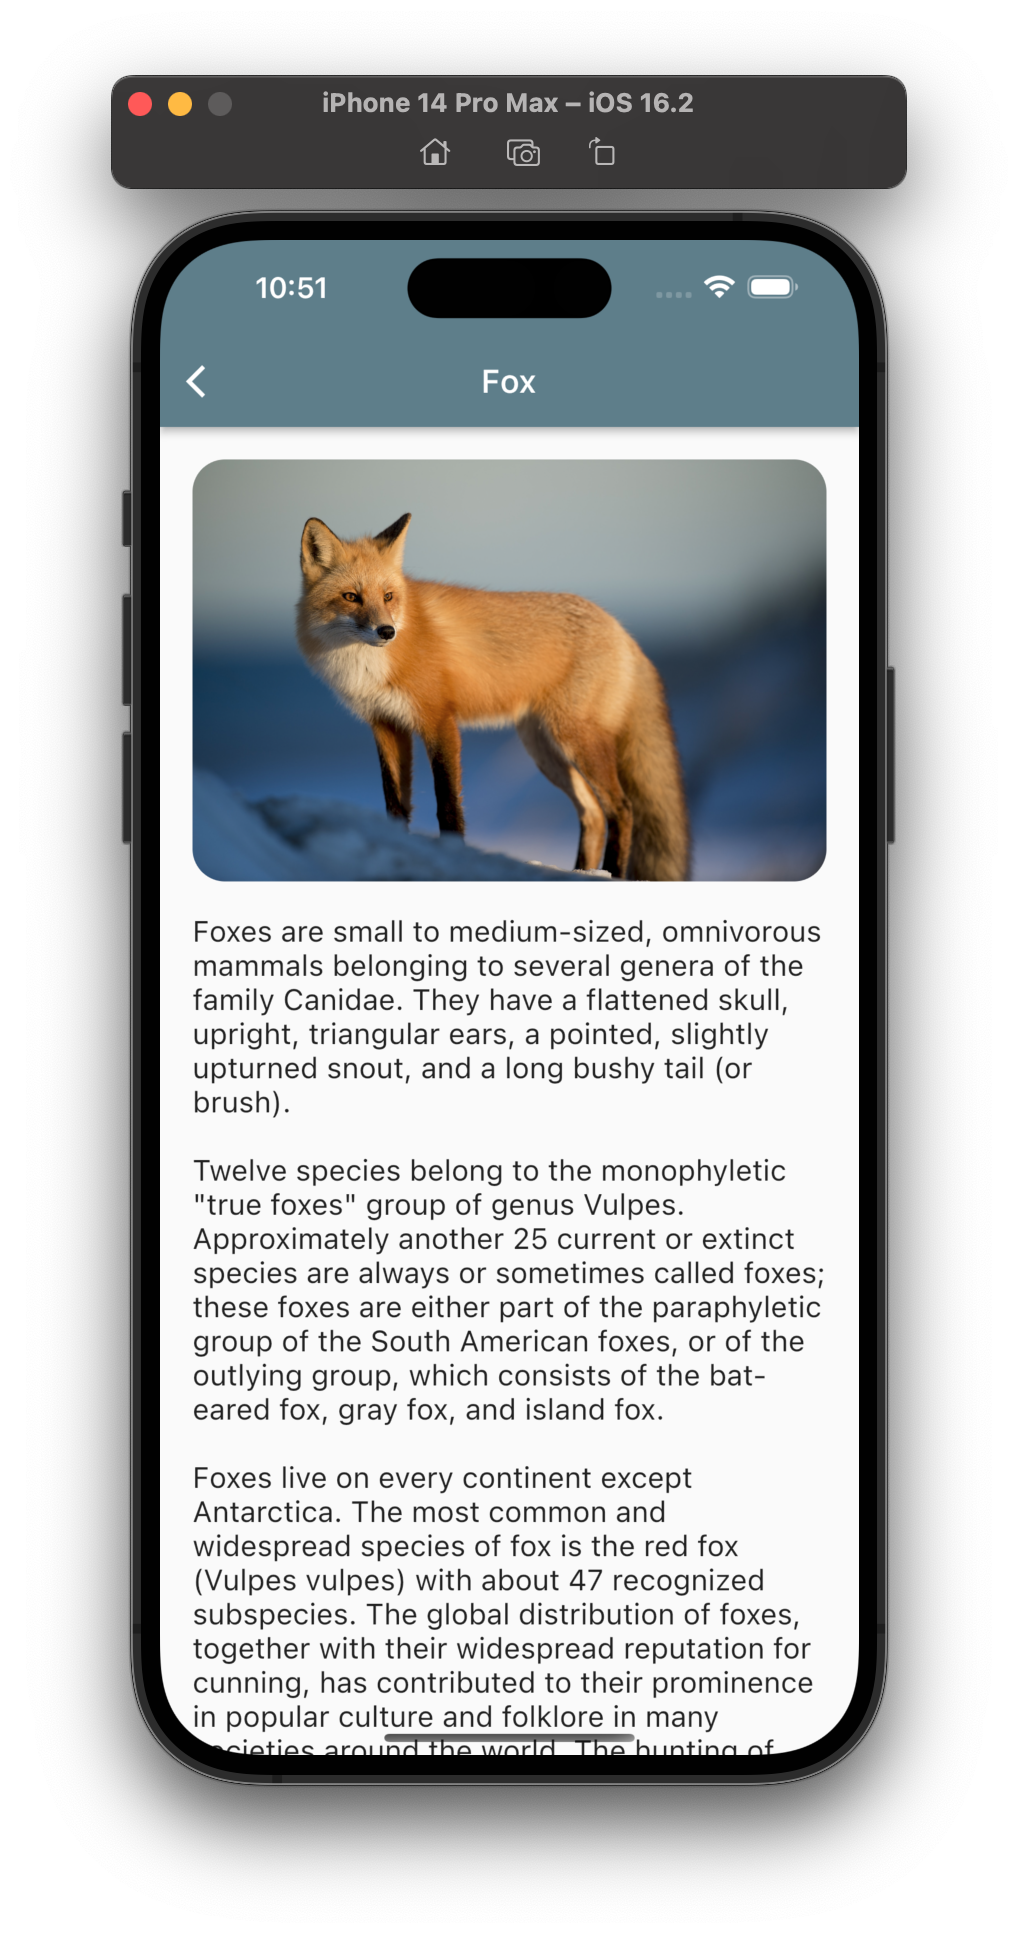 iPhone 14 Pro Max – iOS 16.2
10:51
Fox
Foxes are small to medium-sized, omnivorous
mammals belonging to several genera of the
family Canidae. They have a flattened skull,
upright, triangular ears, a pointed, slightly
upturned snout, and a long bushy tail (or
brush).
Twelve species belong to the monophyletic
"true foxes" group of genus Vulpes.
Approximately another 25 current or extinct
species are always or sometimes called foxes;
these foxes are either part of the paraphyletic
group of the South American foxes, or of the
outlying group, which consists of the bat-
eared fox, gray fox, and island fox.
Foxes live on every continent except
Antarctica. The most common and
widespread species of fox is the red fox
(Vulpes vulpes) with about 47 recognized
subspecies. The global distribution of foxes,
together with their widespread reputation for
cunning, has contributed to their prominence
in popular culture and folklore in many
societies around the world. The hunting of